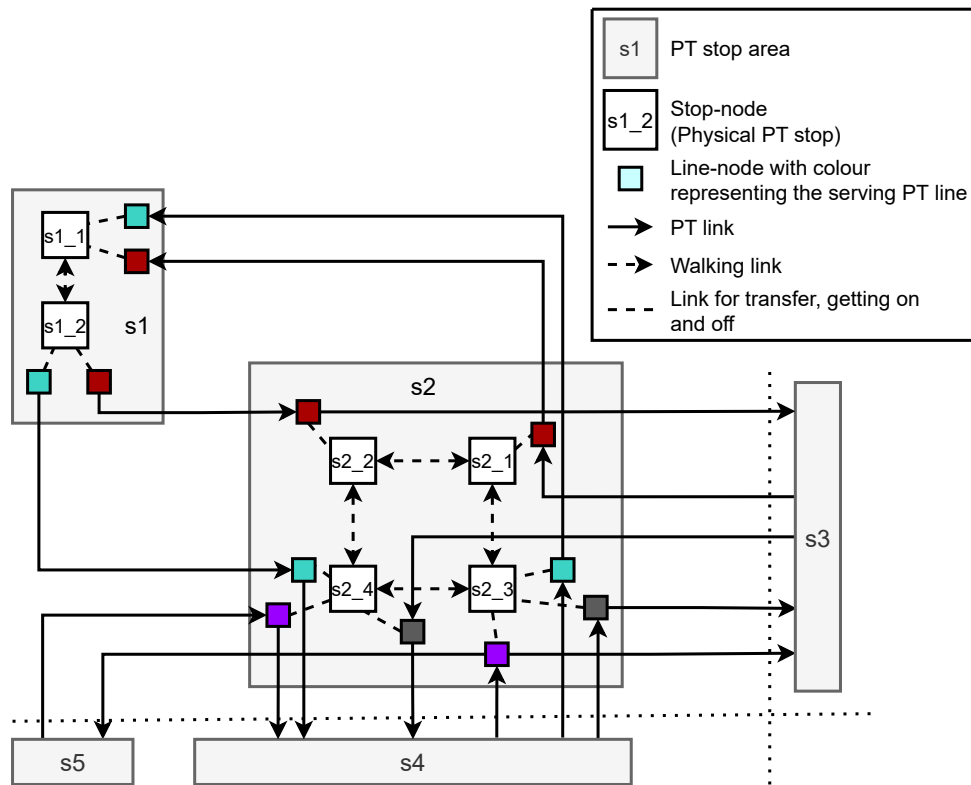 s1
PT stop area
s1_2
Stop-node
(Physical PT stop)
Line-node with colour
representing the serving PT line
PT link
Walking link
Link for transfer, getting on
and off
s1_1
s1_2
s1
s2
s2_2
s2_1
s2_4
s2_3
s3
s5
s4